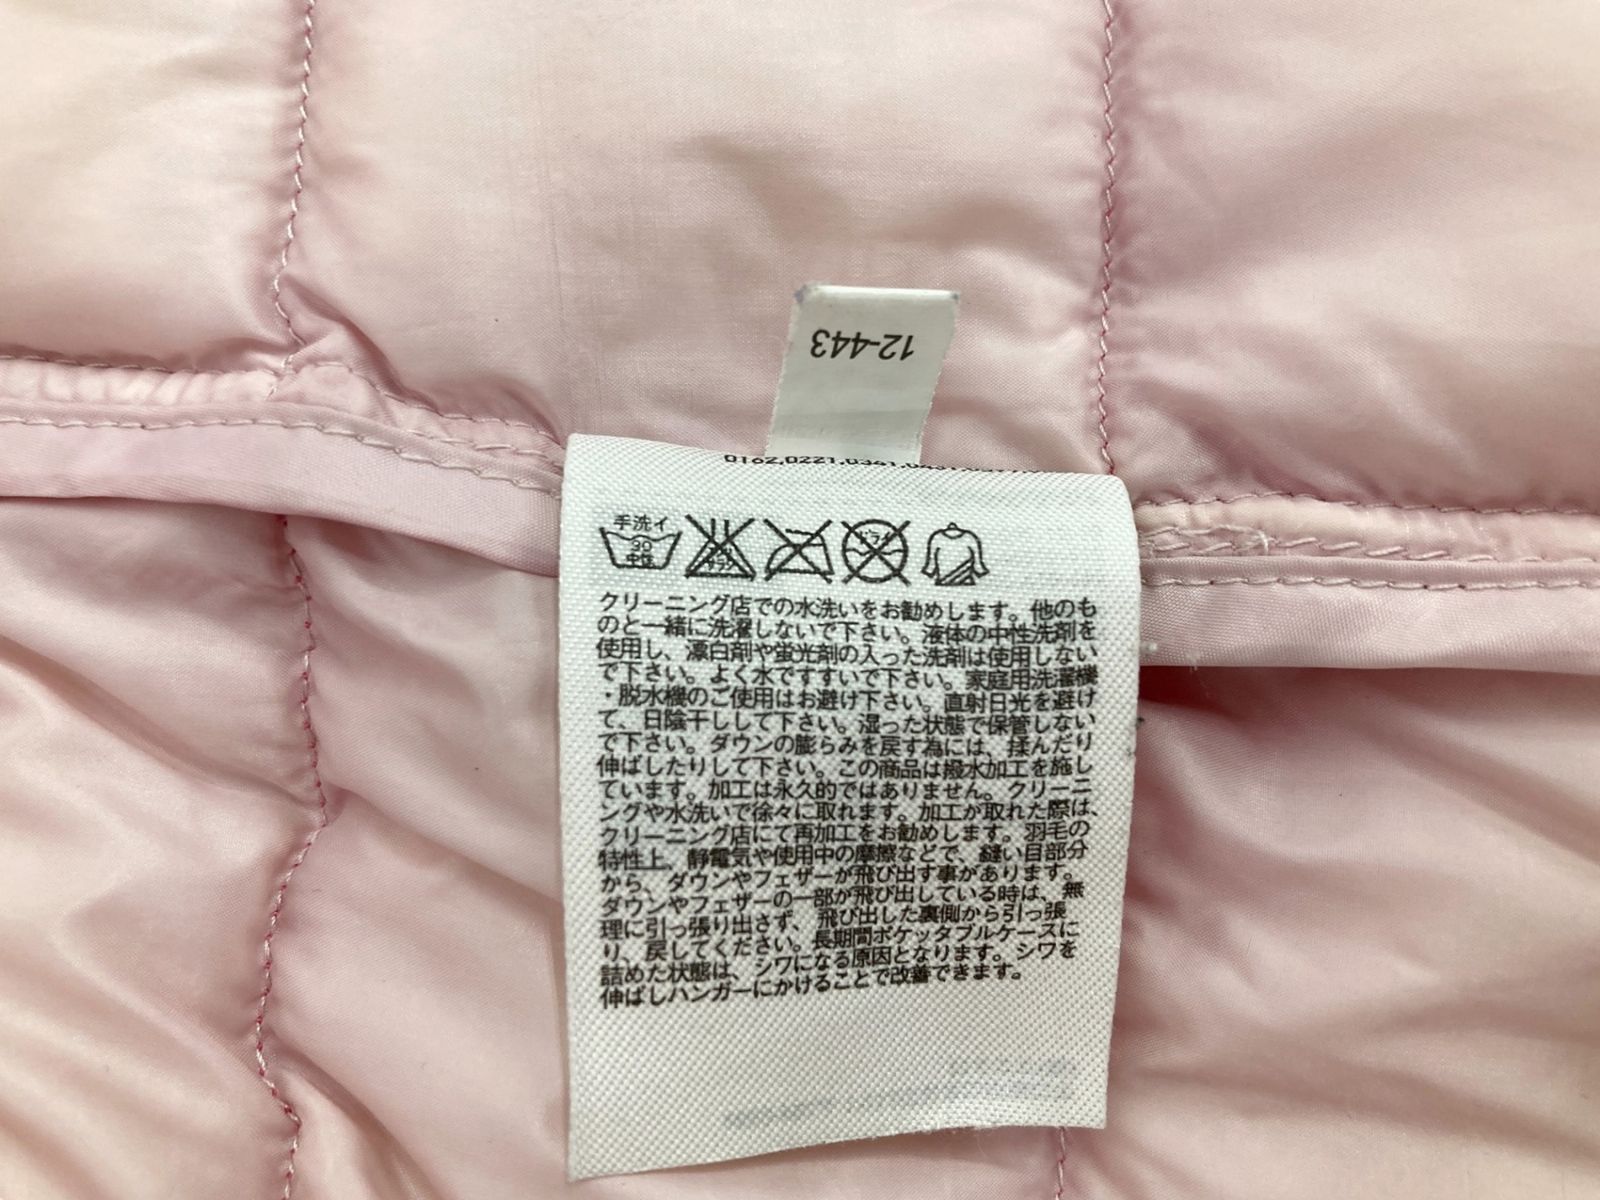 12-443
0162,0221,0361,
手洗イ
30
中性
クリーニング店での水洗いをお勧めします。他のも
のと一緒に洗濯しないで下さい。液体の中性洗剤を
使用し、漂白剤や蛍光剤の入った洗剤は使用しない
で下さい。よく水ですすいで下さい。家庭用洗濯機
・脱水機のご使用はお避け下さい。直射日光を避け
て、日陰干しして下さい。湿った状態で保管しない
で下さい。ダウンの膨らみを戻す為には、揉んだり
伸ばしたりして下さい。この商品は撥水加工を施し
ています。加工は永久的ではありません。クリーニ
ングや水洗いで徐々に取れます。加工が取れた際は、
クリーニング店にて再加工をお勧めします。羽毛の
特性上、静電気や使用中の摩擦などで、縫い目部分
から、ダウンやフェザーが飛び出す事があります。
ダウンやフェザーの一部が飛び出している時は、無
理に引っ張り出さず、飛び出した裏側から引っ張
り、戻してください。長期間ポケッタブルケースに
詰めた状態は、シワになる原因となります。シワを
伸ばしハンガーにかけることで改善できます。